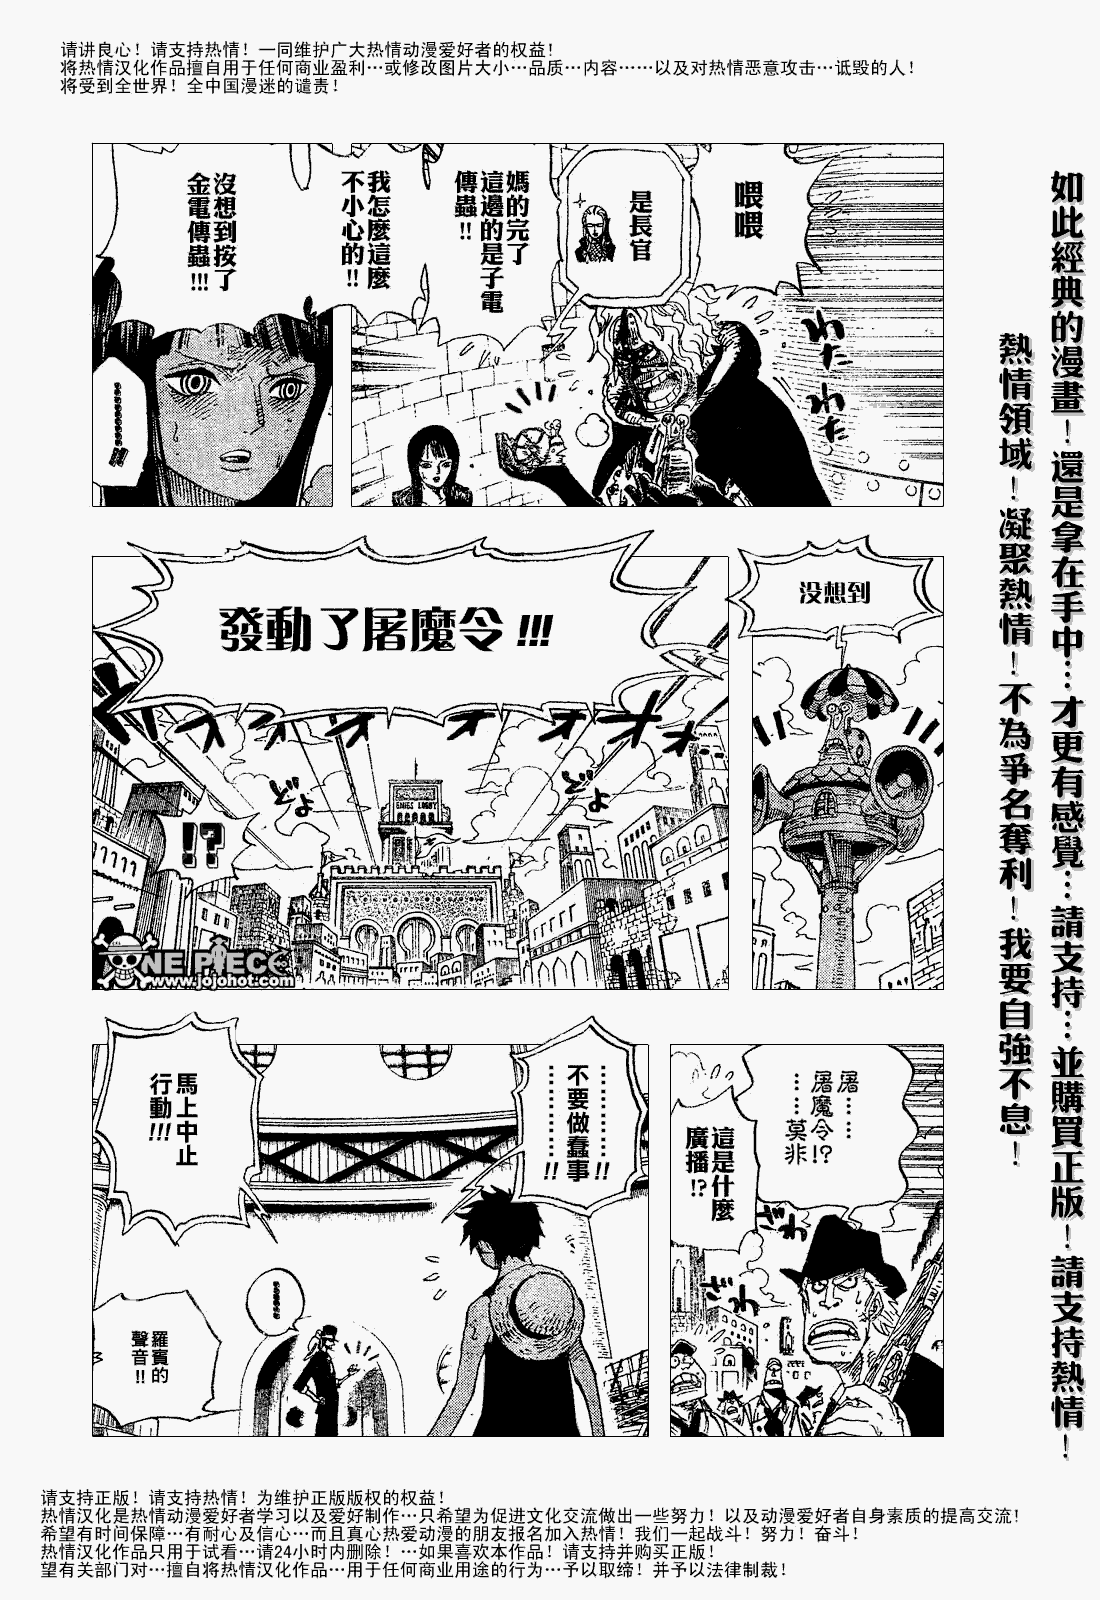 请讲良心！请支持热情！一同维护广大热情动漫爱好者的权益！
将热情汉化作品擅自用于任何商业盈利…或修改图片大小…品质…内容……以及对热情恶意攻击…诋毁的人！
将受到全世界！全中国漫迷的谴责！
如此經典的漫畫！還是拿在手中…才更有感覺…請支持…並購買正版！請支持熱情！
熱情領域！凝聚熱情！不為爭名奪利！我要自強不息！
喂喂
是長官
媽的完了
這邊的是子電
傳蟲!!
我怎麼這麼
不小心的!!
沒想到按了
金電傳蟲!!!
わたわた
………!!
没想到
發動了屠魔令!!!
オオオオオオ
どよ
どよ
!?
ENIES LOBBY
ONE PIECE
www.jojohot.com
屠……
屠魔令!?
……莫非
這是什麼
廣播!?
ざわ
ざわ
…………!!
不要做蠢事
…………!!
馬上中止
行動!!!
………
羅賓的
聲音!!
请支持正版！请支持热情！为维护正版版权的权益！
热情汉化是热情动漫爱好者学习以及爱好制作…只希望为促进文化交流做出一些努力！以及动漫爱好者自身素质的提高交流！
希望有时间保障…有耐心及信心…而且真心热爱动漫的朋友报名加入热情！我们一起战斗！努力！奋斗！
热情汉化作品只用于试看…请24小时内删除！…如果喜欢本作品！请支持并购买正版！
望有关部门对…擅自将热情汉化作品…用于任何商业用途的行为…予以取缔！并予以法律制裁！